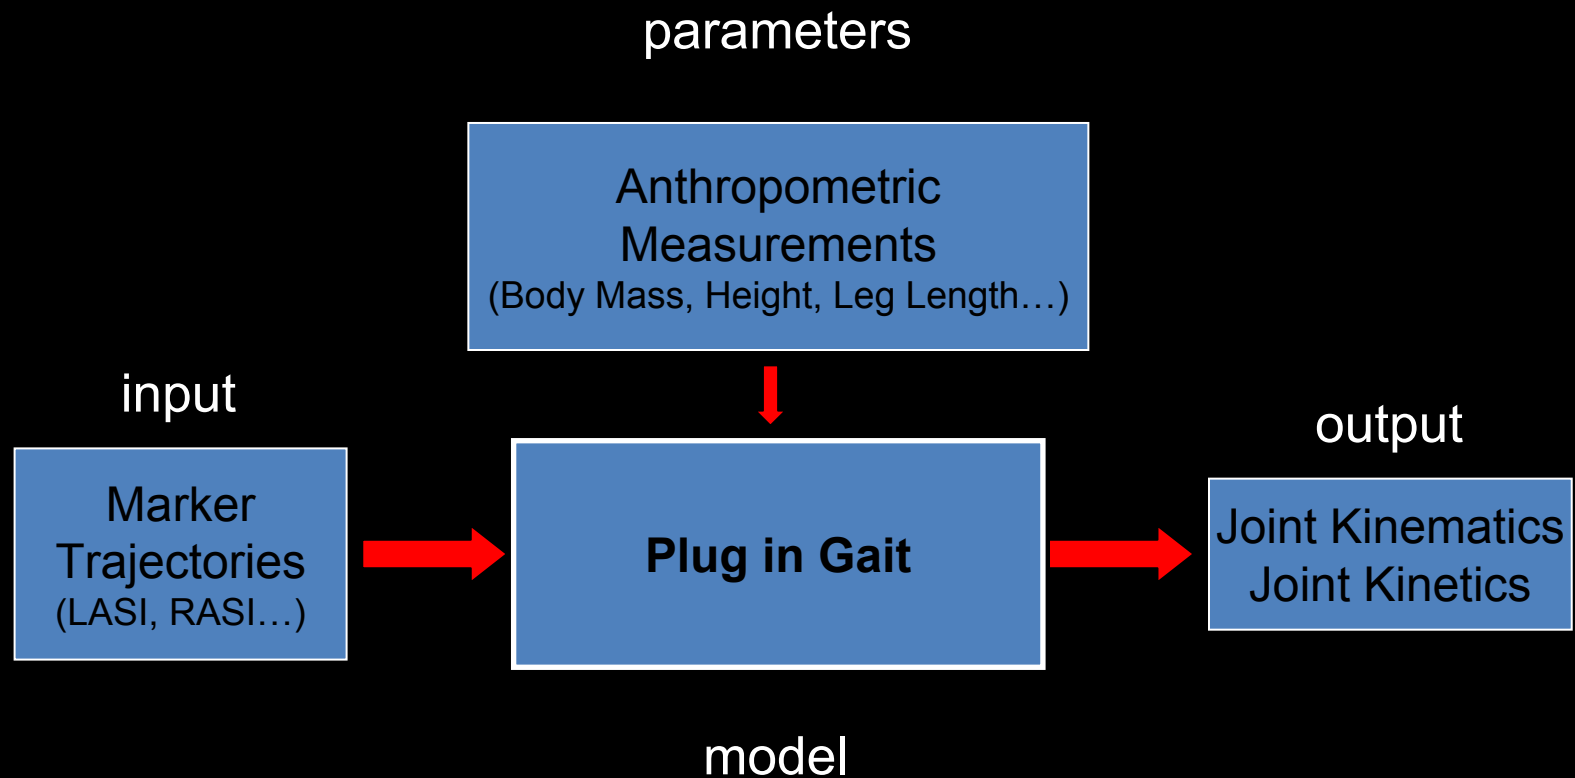 parameters
Anthropometric
Measurements
(Body Mass, Height, Leg Length…)
input
Marker
Trajectories
(LASI, RASI…)
Plug in Gait
output
Joint Kinematics
Joint Kinetics
model